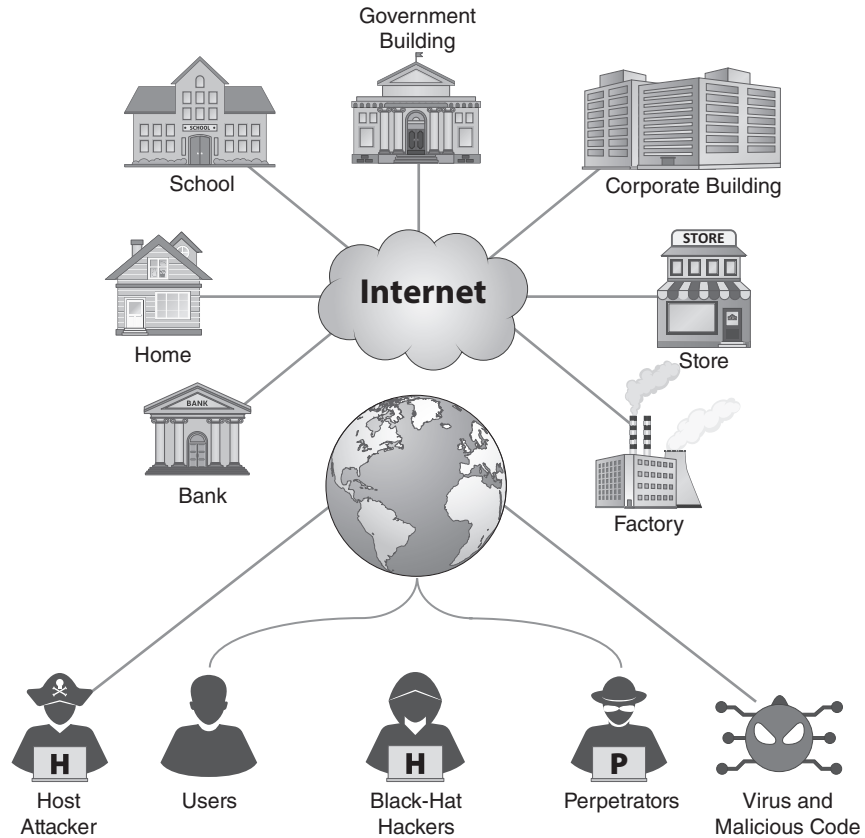 Government
Building
SCHOOL
School
Corporate Building
STORE
Internet
Home
Store
BANK
Bank
Factory
H
H
P
Host
Attacker
Users
Black-Hat
Hackers
Perpetrators
Virus and
Malicious Code